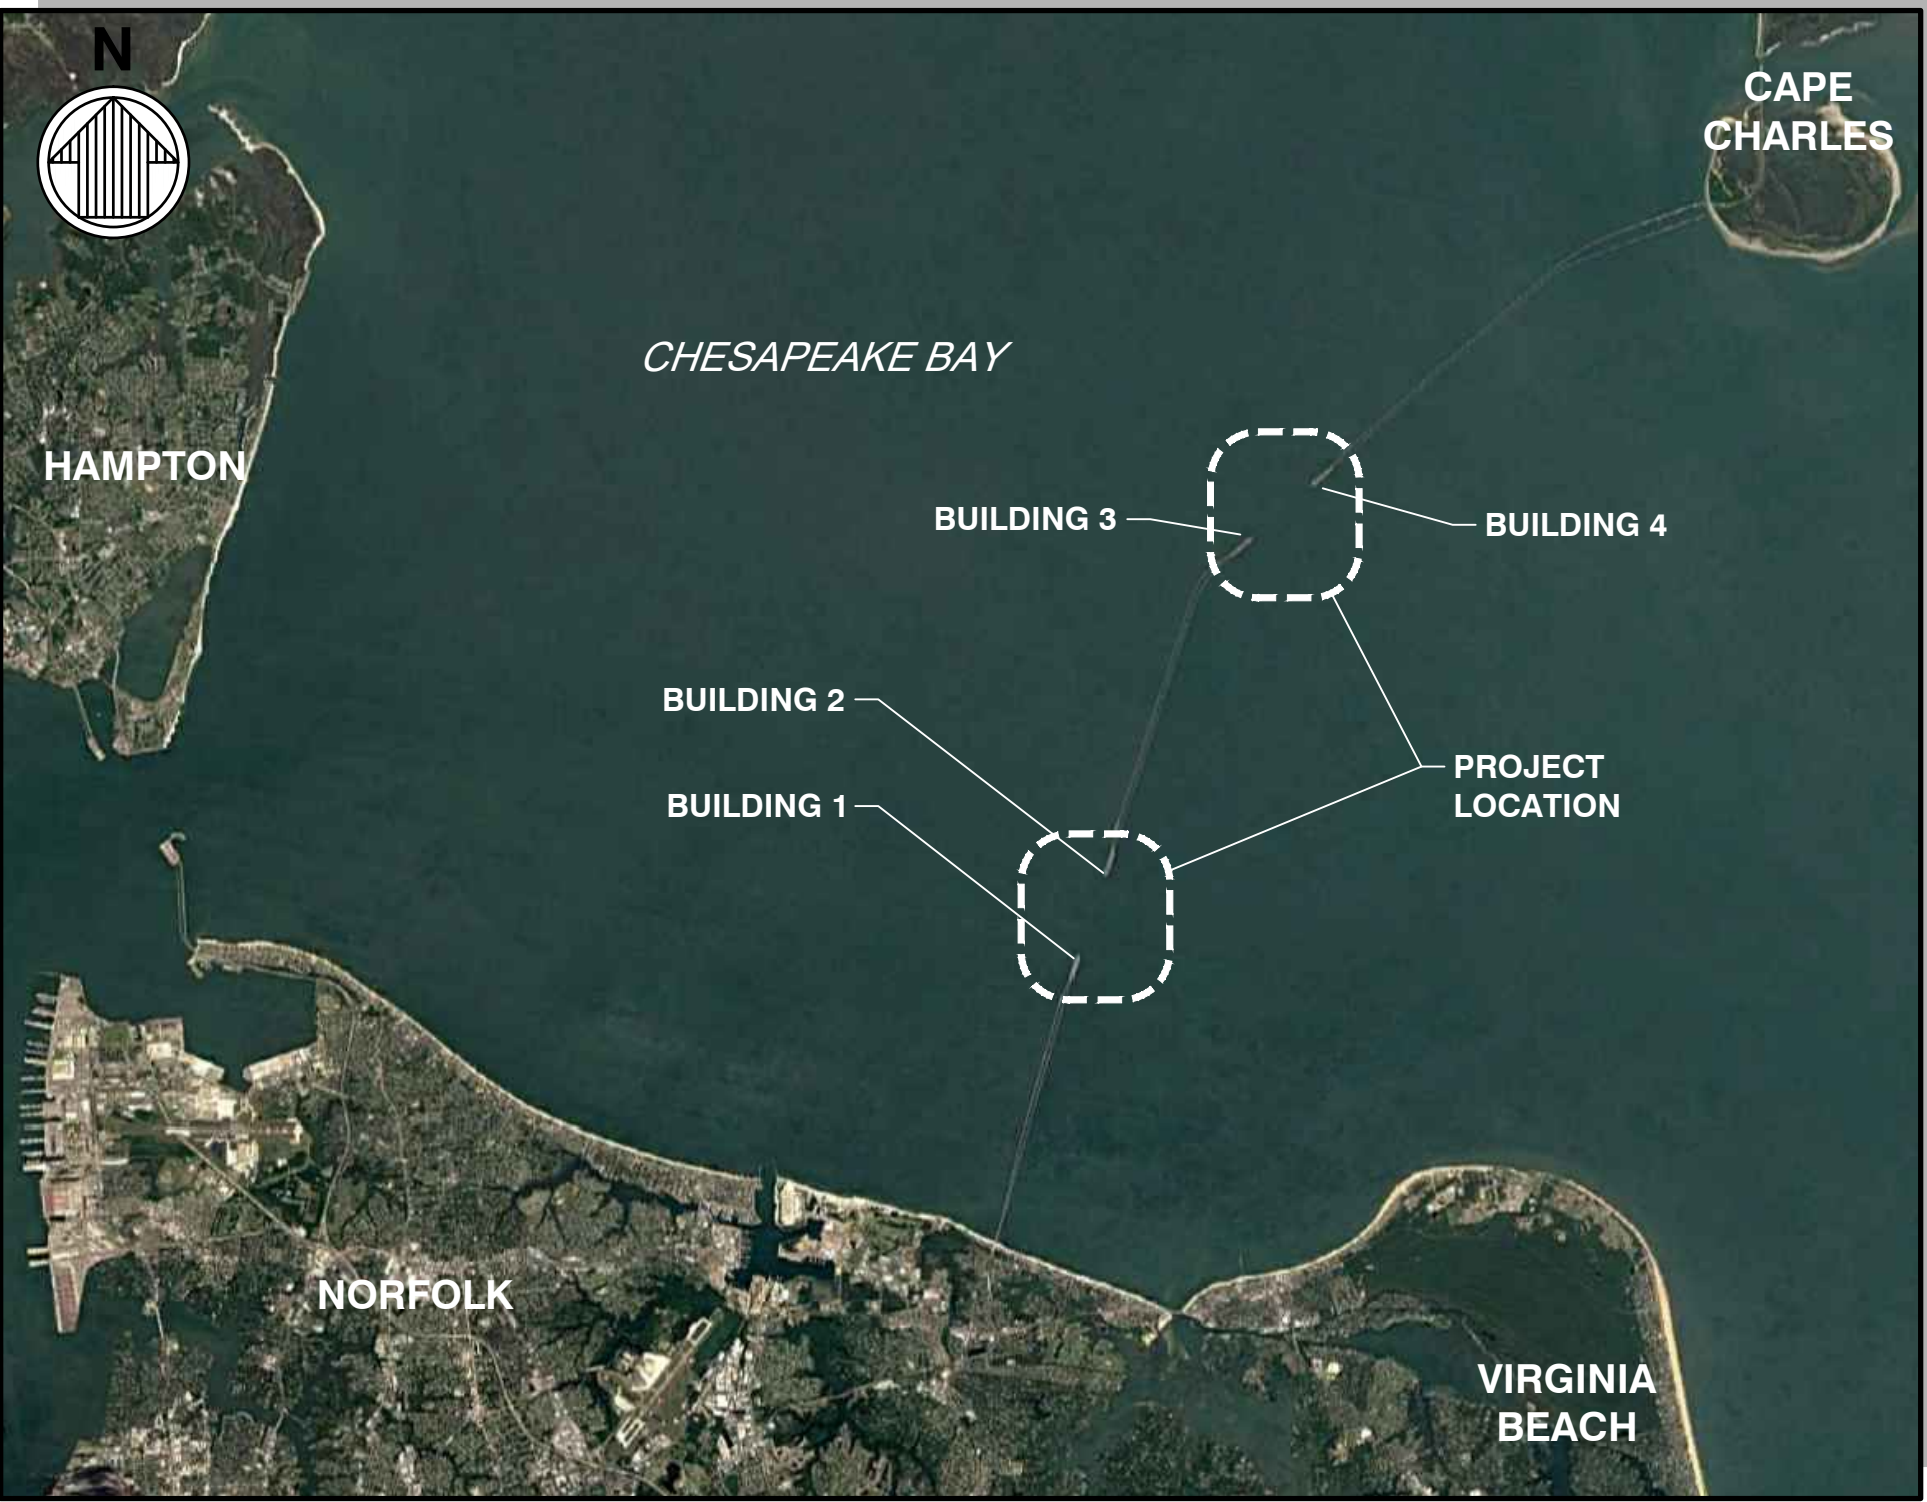 N
CAPE
CHARLES
CHESAPEAKE BAY
HAMPTON
BUILDING 3
BUILDING 4
BUILDING 2
PROJECT
LOCATION
BUILDING 1
NORFOLK
VIRGINIA
BEACH